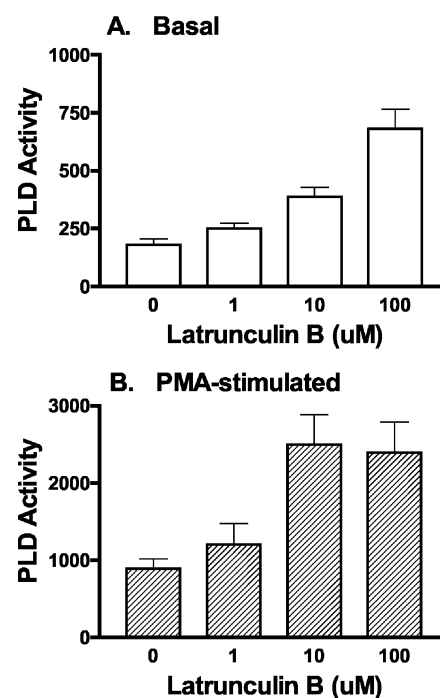 A. Basal
1000
750
500
250
0
PLD Activity
0 1 10 100
Latrunculin B (uM)
B. PMA-stimulated
3000
2000
1000
0
PLD Activity
0 1 10 100
Latrunculin B (uM)